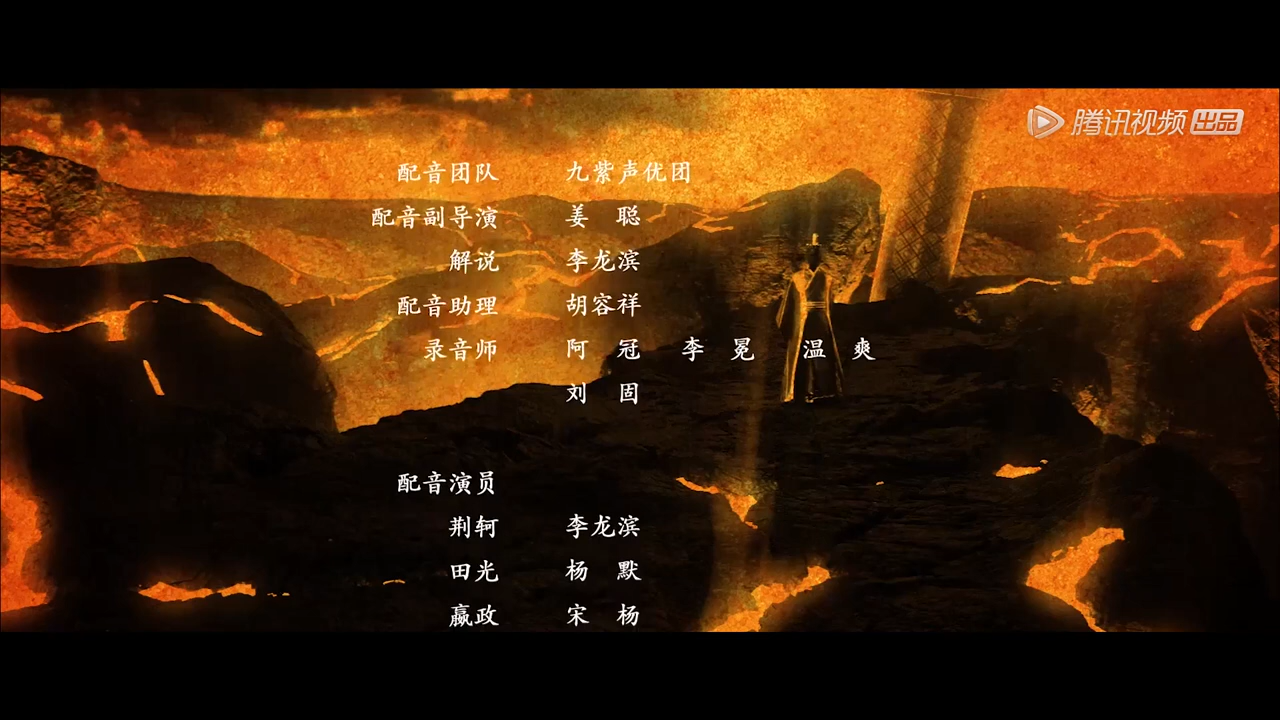 腾讯视频 出品
配音团队 九紫声优团
配音副导演 姜 聪
解说 李龙滨
配音助理 胡容祥
录音师 阿 冠 李 冕 温 爽
刘 固
配音演员
荆轲 李龙滨
田光 杨 默
嬴政 宋 杨